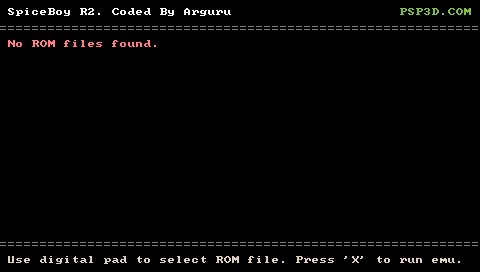 SpiceBoy R2. Coded By Arguru PSP3D.COM
No ROM files found.
Use digital pad to select ROM file. Press 'X' to run emu.